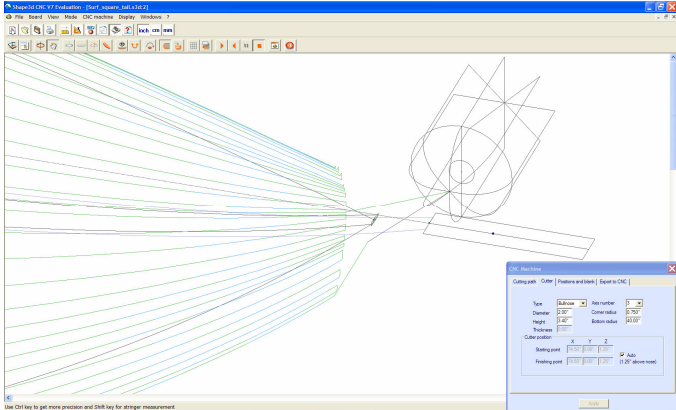 Shape3d CNC V7 Evaluation - [Surf_square_tail.s3d:2]
File Board View Mode CNC machine Display Windows ?
inch cm mm
CNC Machine
Cutting path Cutter Positions and blank Export to CNC
Type Bullnose Axis number 3
Diameter 2.00" Corner radius 0.750"
Height 3.40" Bottom radius 40.00"
Thickness
Cutter position
X Y Z
Starting point
Auto
Finishing point (1.25" above nose)
Apply
Use Ctrl key to get more precision and Shift key for stringer measurement